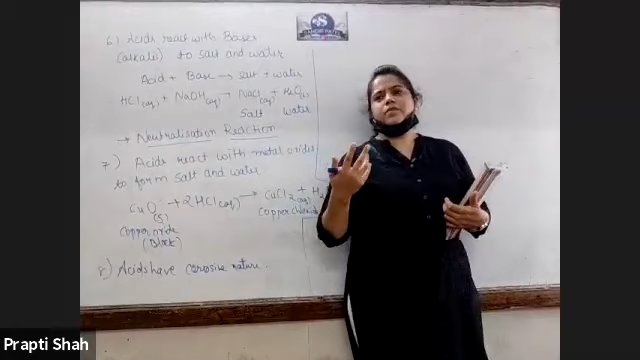 6) Acids react with Bases
(alkalis) to salt and water
Acid + Base → salt + water
HCl(aq) + NaOH(aq) → NaCl(aq) + H2O(l)
Salt water
→ Neutralisation Reaction
7) Acids react with metal oxides
to form salt and water
CuO(s) + 2HCl(aq) → CuCl2(aq) + H2
Copper oxide Copper chloride
(Black)
8) Acids have corrosive nature.
Prapti Shah